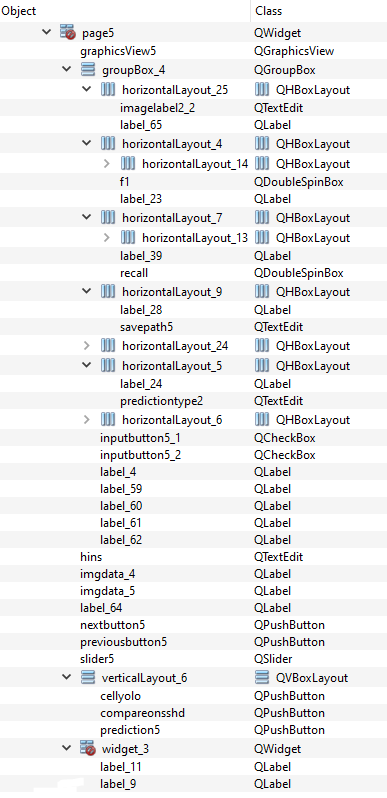 Object Class
page5 QWidget
graphicsView5 QGraphicsView
groupBox_4 QGroupBox
horizontalLayout_25 QHBoxLayout
imagelabel2_2 QTextEdit
label_65 QLabel
horizontalLayout_4 QHBoxLayout
horizontalLayout_14 QHBoxLayout
f1 QDoubleSpinBox
label_23 QLabel
horizontalLayout_7 QHBoxLayout
horizontalLayout_13 QHBoxLayout
label_39 QLabel
recall QDoubleSpinBox
horizontalLayout_9 QHBoxLayout
label_28 QLabel
savepath5 QTextEdit
horizontalLayout_24 QHBoxLayout
horizontalLayout_5 QHBoxLayout
label_24 QLabel
predictiontype2 QTextEdit
horizontalLayout_6 QHBoxLayout
inputbutton5_1 QCheckBox
inputbutton5_2 QCheckBox
label_4 QLabel
label_59 QLabel
label_60 QLabel
label_61 QLabel
label_62 QLabel
hins QTextEdit
imgdata_4 QLabel
imgdata_5 QLabel
label_64 QLabel
nextbutton5 QPushButton
previousbutton5 QPushButton
slider5 QSlider
verticalLayout_6 QVBoxLayout
cellyolo QPushButton
compareonsshd QPushButton
prediction5 QPushButton
widget_3 QWidget
label_11 QLabel
label_9 QLabel